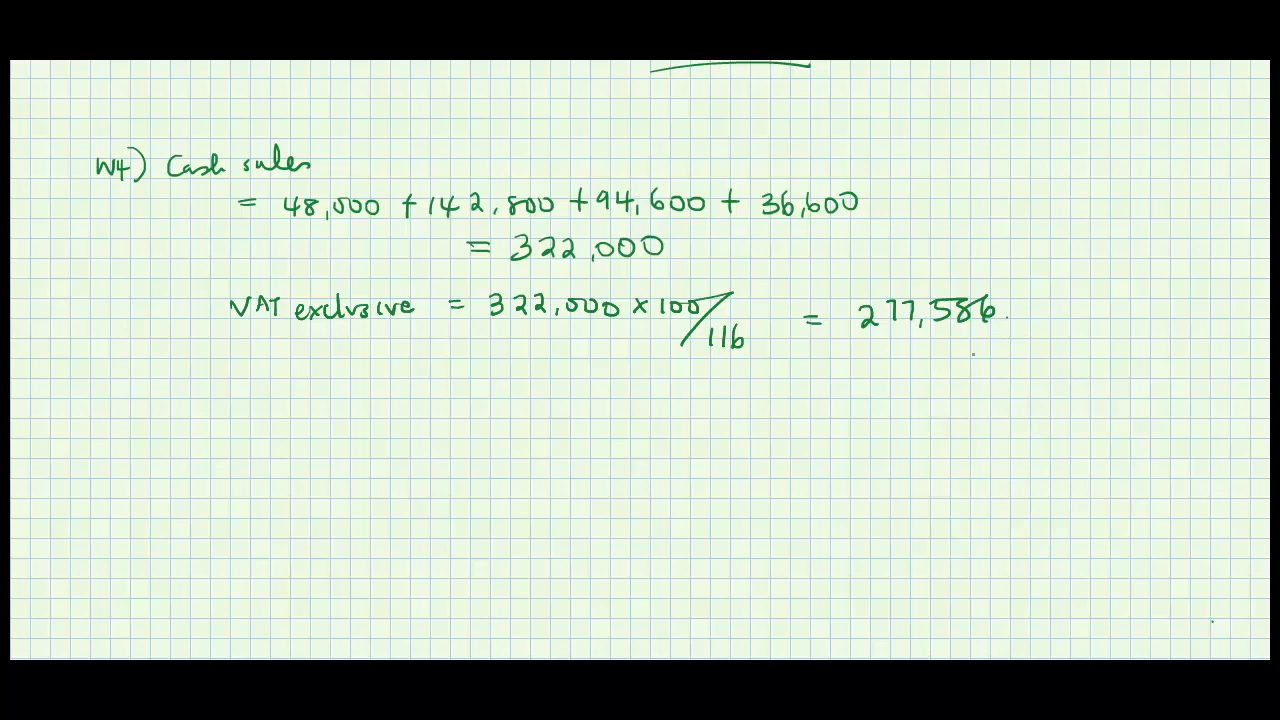 W4) Cash sales
= 48,000 + 142,800 + 94,600 + 36,600
= 322,000
VAT exclusive = 322,000 x 100/116 = 277,586.